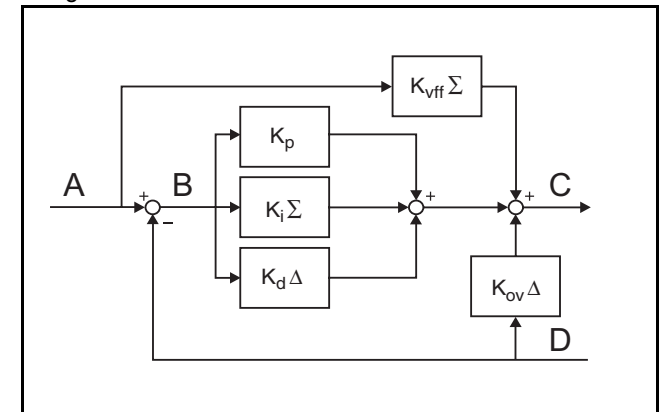 K_vff Σ
K_p
A
+
B
−
K_i Σ
+
+
C
K_d Δ
K_ov Δ
D